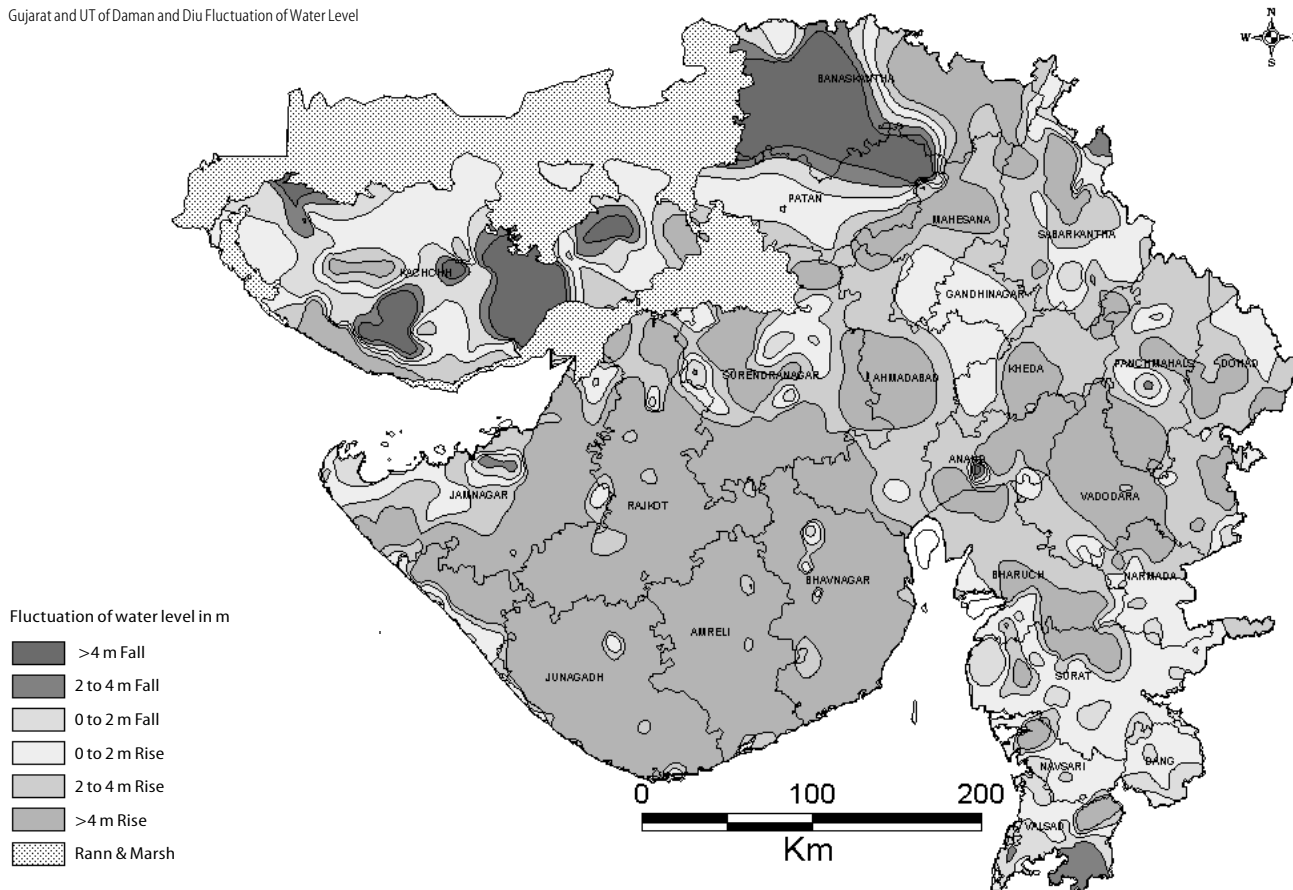 Gujarat and UT of Daman and Diu Fluctuation of Water Level
N
W
S
BANASKANTHA
PATAN
MAHESANA
SABARKANTHA
KACHCHH
GANDHINAGAR
SURENDRANAGAR
AHMADABAD
KHEDA
PANCHMAHALS
DOHAD
ANAND
JAMNAGAR
RAJKOT
VADODARA
BHAVNAGAR
BHARUCH
NARMADA
AMRELI
JUNAGADH
SURAT
NAVSARI
DANG
VALSAD
Fluctuation of water level in m
>4 m Fall
2 to 4 m Fall
0 to 2 m Fall
0 to 2 m Rise
2 to 4 m Rise
>4 m Rise
Rann & Marsh
0 100 200
Km